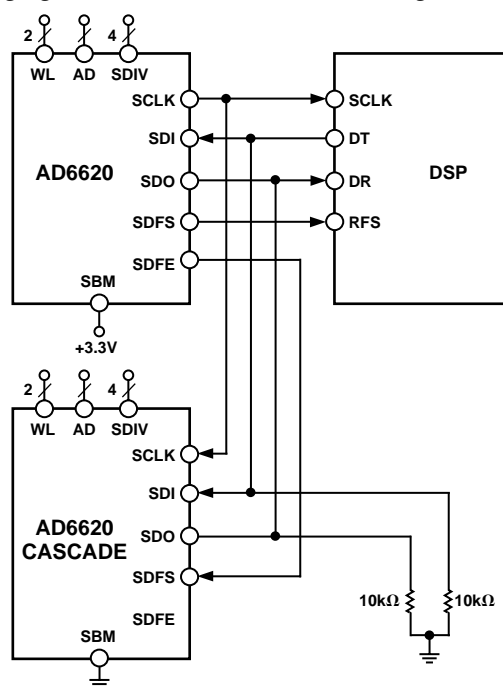 2 4
WL AD SDIV
SCLK SCLK
SDI DT
AD6620 DSP
SDO DR
SDFS RFS
SDFE
SBM
+3.3V
2 4
WL AD SDIV
SCLK
SDI
AD6620
CASCADE
SDO
SDFS
10kΩ 10kΩ
SDFE
SBM